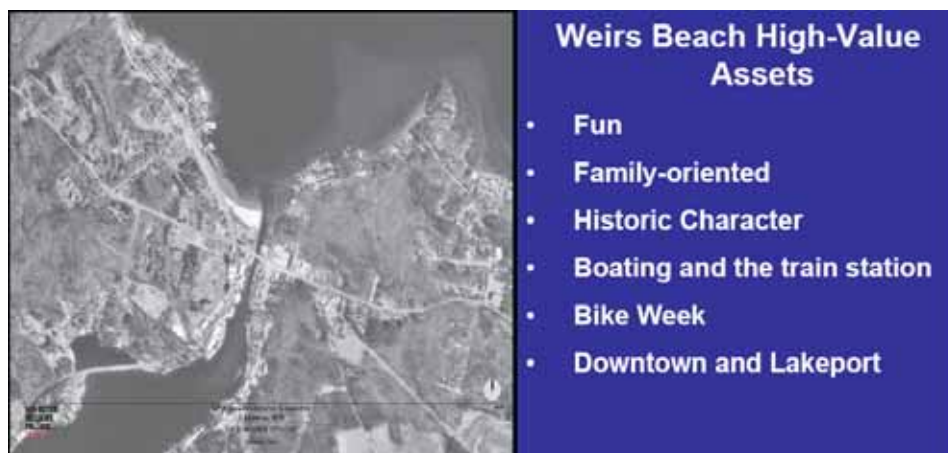 Weirs Beach High-Value
Assets
• Fun
• Family-oriented
• Historic Character
• Boating and the train station
• Bike Week
• Downtown and Lakeport